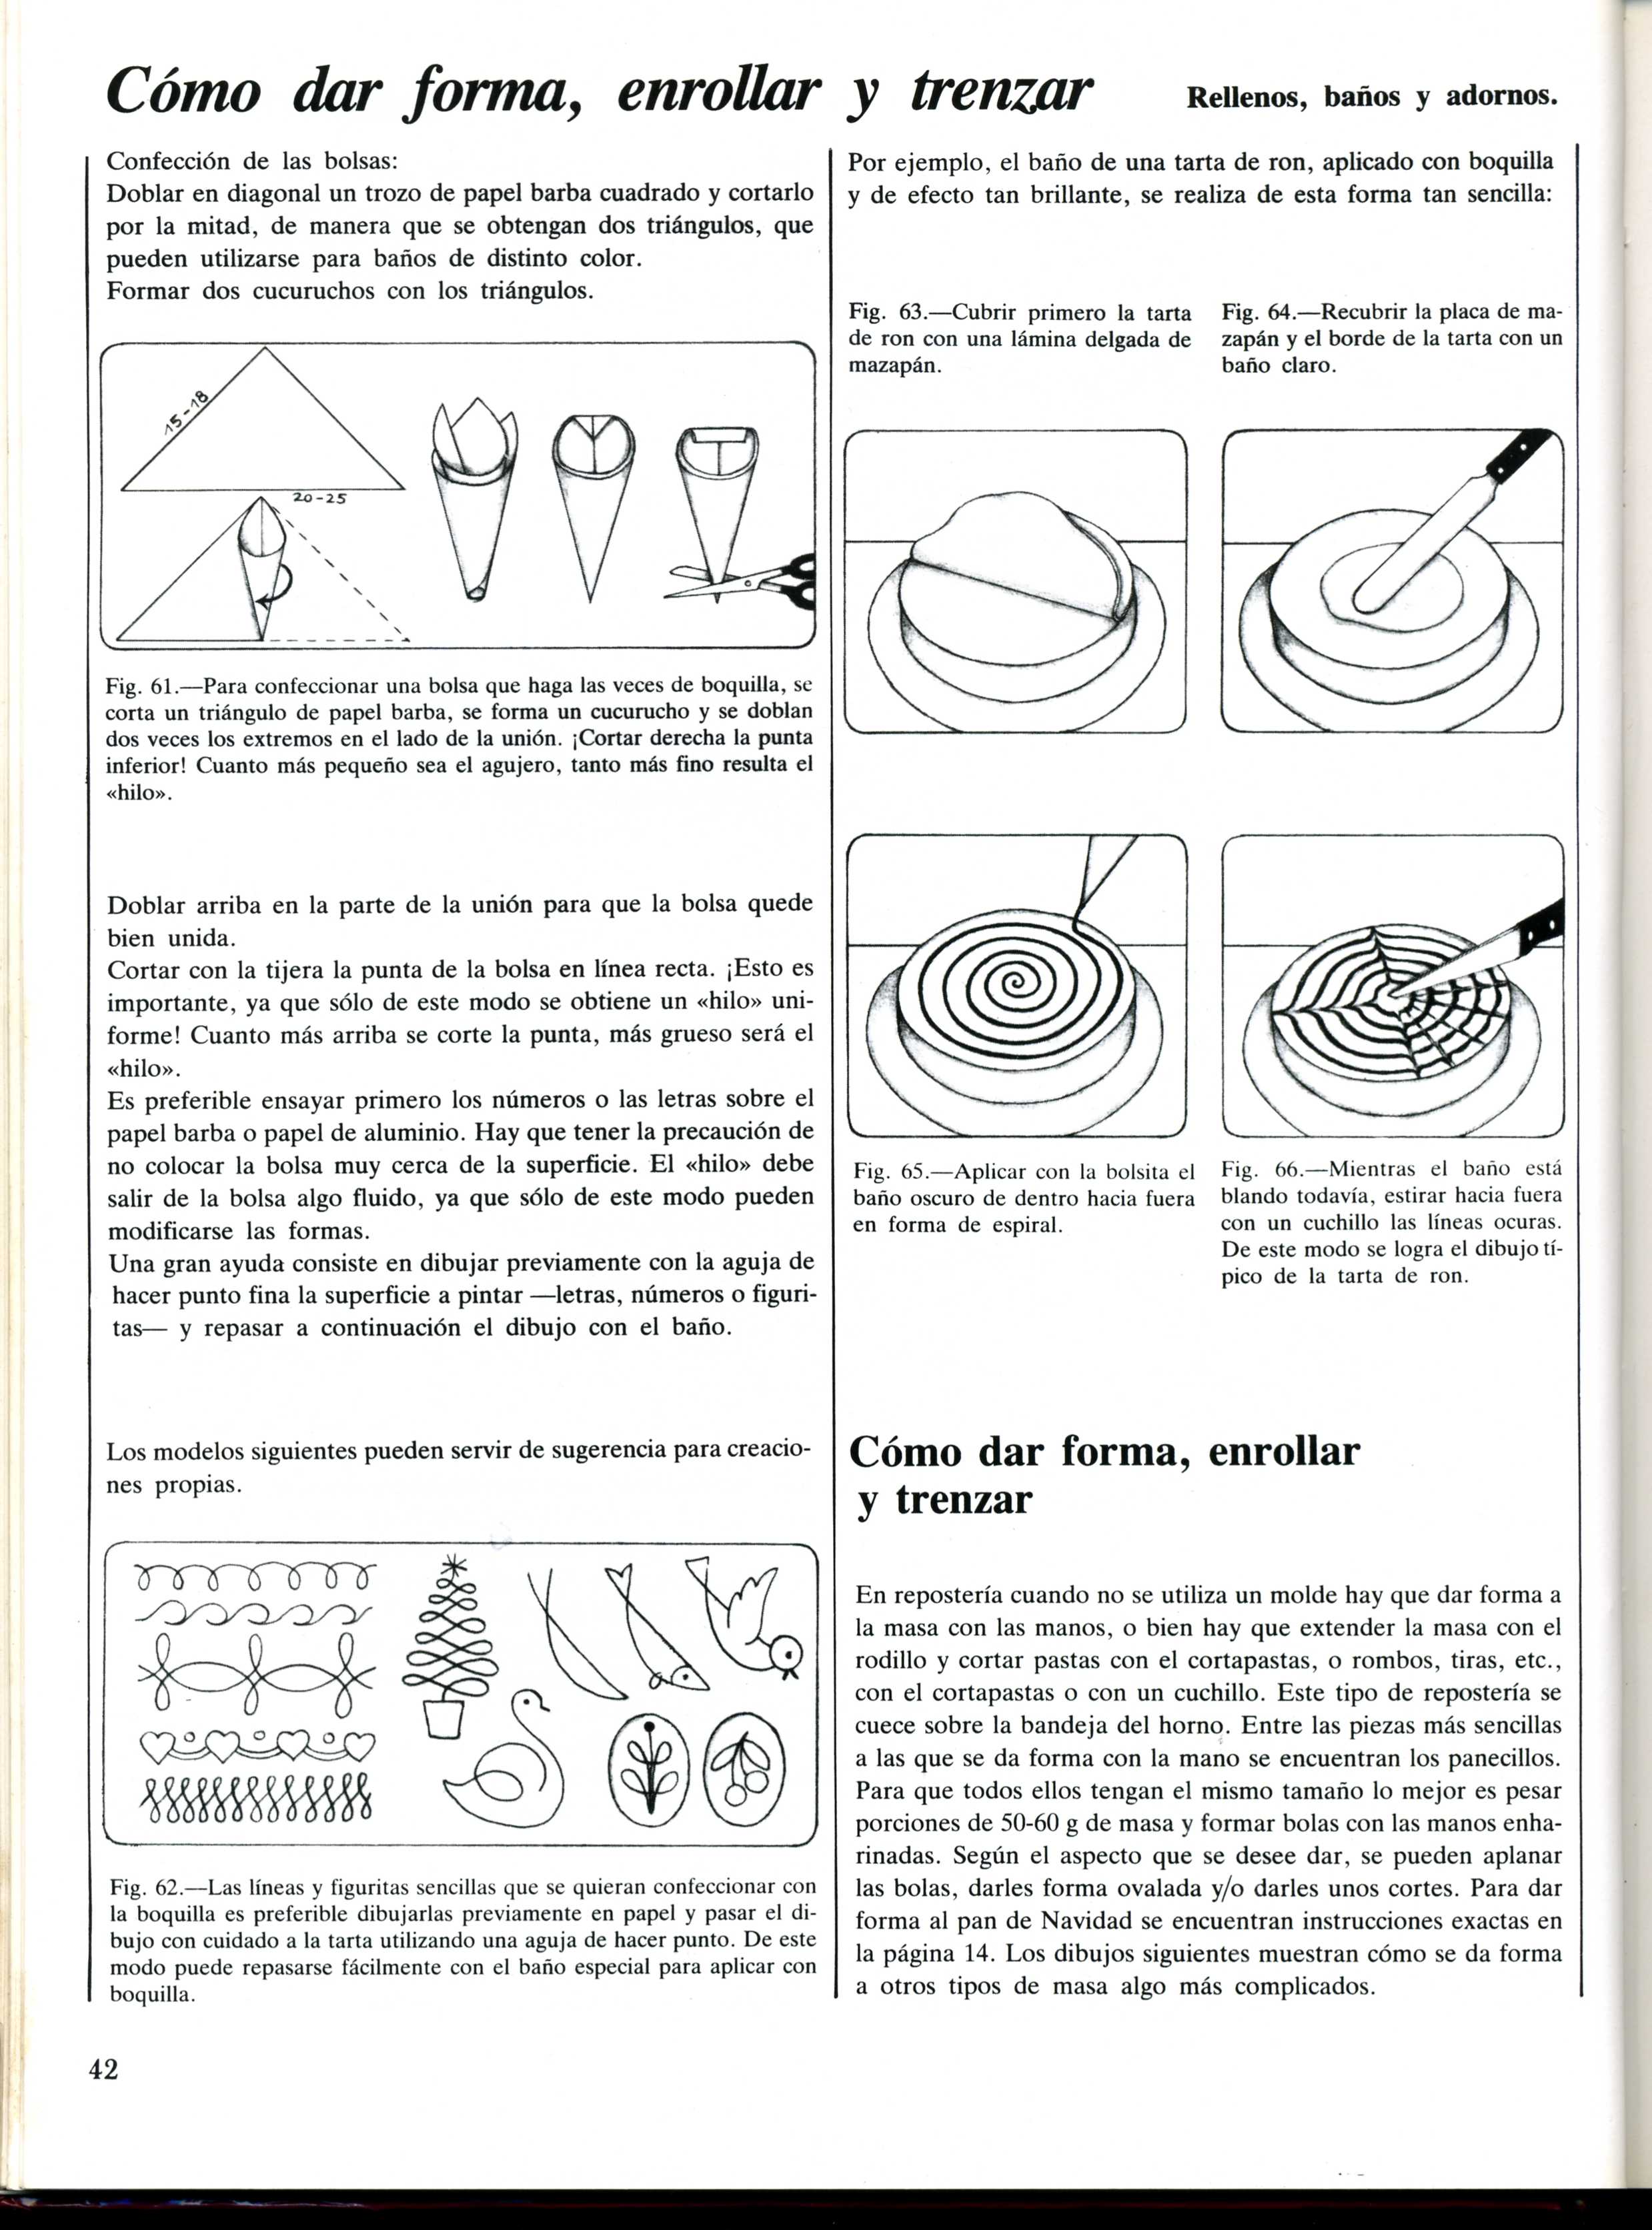 Cómo dar forma, enrollar y trenzar
Rellenos, baños y adornos.
Confección de las bolsas:
Doblar en diagonal un trozo de papel barba cuadrado y cortarlo
por la mitad, de manera que se obtengan dos triángulos, que
pueden utilizarse para baños de distinto color.
Formar dos cucuruchos con los triángulos.
15-18
20-25
Fig. 61.—Para confeccionar una bolsa que haga las veces de boquilla, se
corta un triángulo de papel barba, se forma un cucurucho y se doblan
dos veces los extremos en el lado de la unión. ¡Cortar derecha la punta
inferior! Cuanto más pequeño sea el agujero, tanto más fino resulta el
«hilo».
Doblar arriba en la parte de la unión para que la bolsa quede
bien unida.
Cortar con la tijera la punta de la bolsa en línea recta. ¡Esto es
importante, ya que sólo de este modo se obtiene un «hilo» uni-
forme! Cuanto más arriba se corte la punta, más grueso será el
«hilo».
Es preferible ensayar primero los números o las letras sobre el
papel barba o papel de aluminio. Hay que tener la precaución de
no colocar la bolsa muy cerca de la superficie. El «hilo» debe
salir de la bolsa algo fluido, ya que sólo de este modo pueden
modificarse las formas.
Una gran ayuda consiste en dibujar previamente con la aguja de
hacer punto fina la superficie a pintar —letras, números o figuri-
tas— y repasar a continuación el dibujo con el baño.
Los modelos siguientes pueden servir de sugerencia para creacio-
nes propias.
Fig. 62.—Las líneas y figuritas sencillas que se quieran confeccionar con
la boquilla es preferible dibujarlas previamente en papel y pasar el di-
bujo con cuidado a la tarta utilizando una aguja de hacer punto. De este
modo puede repasarse fácilmente con el baño especial para aplicar con
boquilla.
Por ejemplo, el baño de una tarta de ron, aplicado con boquilla
y de efecto tan brillante, se realiza de esta forma tan sencilla:
Fig. 63.—Cubrir primero la tarta
de ron con una lámina delgada de
mazapán.
Fig. 64.—Recubrir la placa de ma-
zapán y el borde de la tarta con un
baño claro.
Fig. 65.—Aplicar con la bolsita el
baño oscuro de dentro hacia fuera
en forma de espiral.
Fig. 66.—Mientras el baño está
blando todavía, estirar hacia fuera
con un cuchillo las líneas ocuras.
De este modo se logra el dibujo tí-
pico de la tarta de ron.
Cómo dar forma, enrollar
y trenzar
En repostería cuando no se utiliza un molde hay que dar forma a
la masa con las manos, o bien hay que extender la masa con el
rodillo y cortar pastas con el cortapastas, o rombos, tiras, etc.,
con el cortapastas o con un cuchillo. Este tipo de repostería se
cuece sobre la bandeja del horno. Entre las piezas más sencillas
a las que se da forma con la mano se encuentran los panecillos.
Para que todos ellos tengan el mismo tamaño lo mejor es pesar
porciones de 50-60 g de masa y formar bolas con las manos enha-
rinadas. Según el aspecto que se desee dar, se pueden aplanar
las bolas, darles forma ovalada y/o darles unos cortes. Para dar
forma al pan de Navidad se encuentran instrucciones exactas en
la página 14. Los dibujos siguientes muestran cómo se da forma
a otros tipos de masa algo más complicados.
42